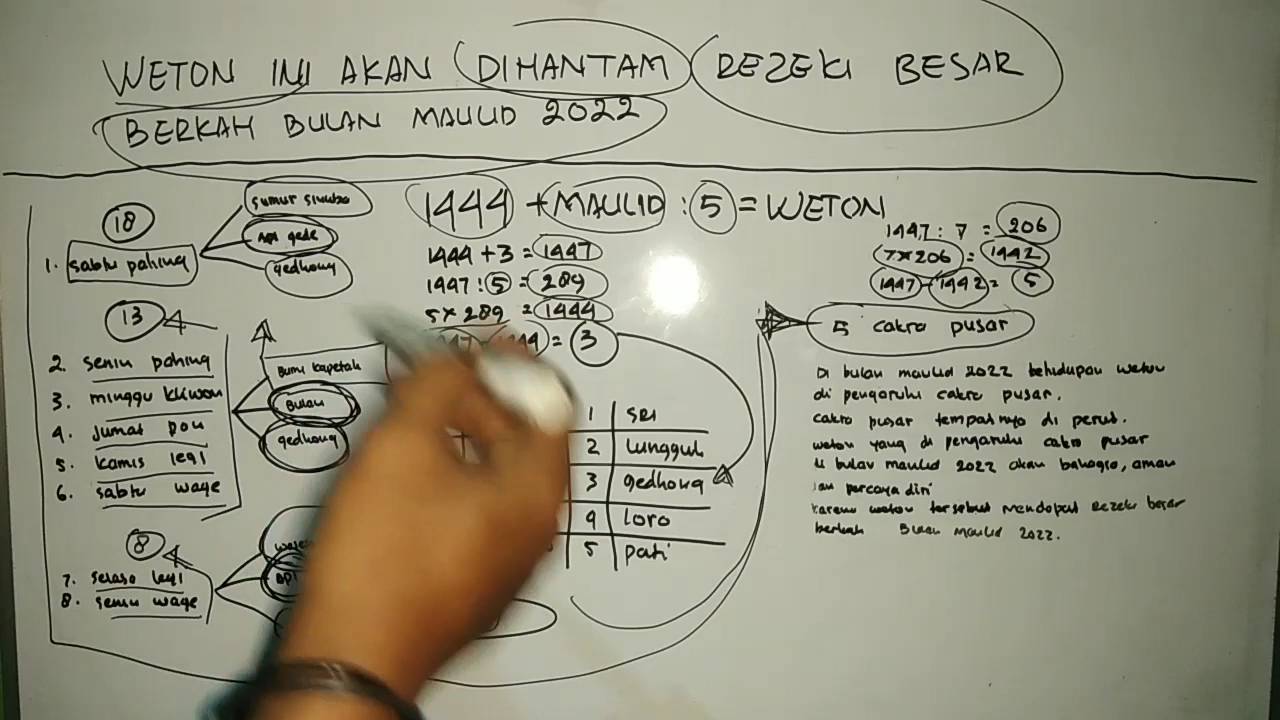 WETON INI AKAN DIHANTAM REZEKI BESAR
BERKAH BULAN MAULID 2022
1444 + MAULID : 5 = WETON
18
1. sabtu pahing
sumur sinaba
api gede
gedhong
13
2. senin pahing
3. minggu kliwon
4. jumat pon
5. kamis legi
6. sabtu wage
Bumi kapetak
Bulan
gedhong
8
7. selasa legi
8. senin wage
1444 + 3 = 1447
1447 : 5 = 289
5 x 289 = 1444
= 3
1 sri
2 lungguh
3 gedhong
4 loro
5 pati
1447 : 7 = 206
7 x 206 = 1442
1447 - 1442 = 5
5 cakra pusar
Di bulan maulid 2022 kehidupan weton
di pengaruhi cakra pusar.
cakra pusar tempatnya di perut.
weton yang di pengaruhi cakra pusar
di bulan maulid 2022 akan bahagia, aman
dan percaya diri
karena weton tersebut mendapat Rezeki besar
berkah Bulan Maulid 2022.